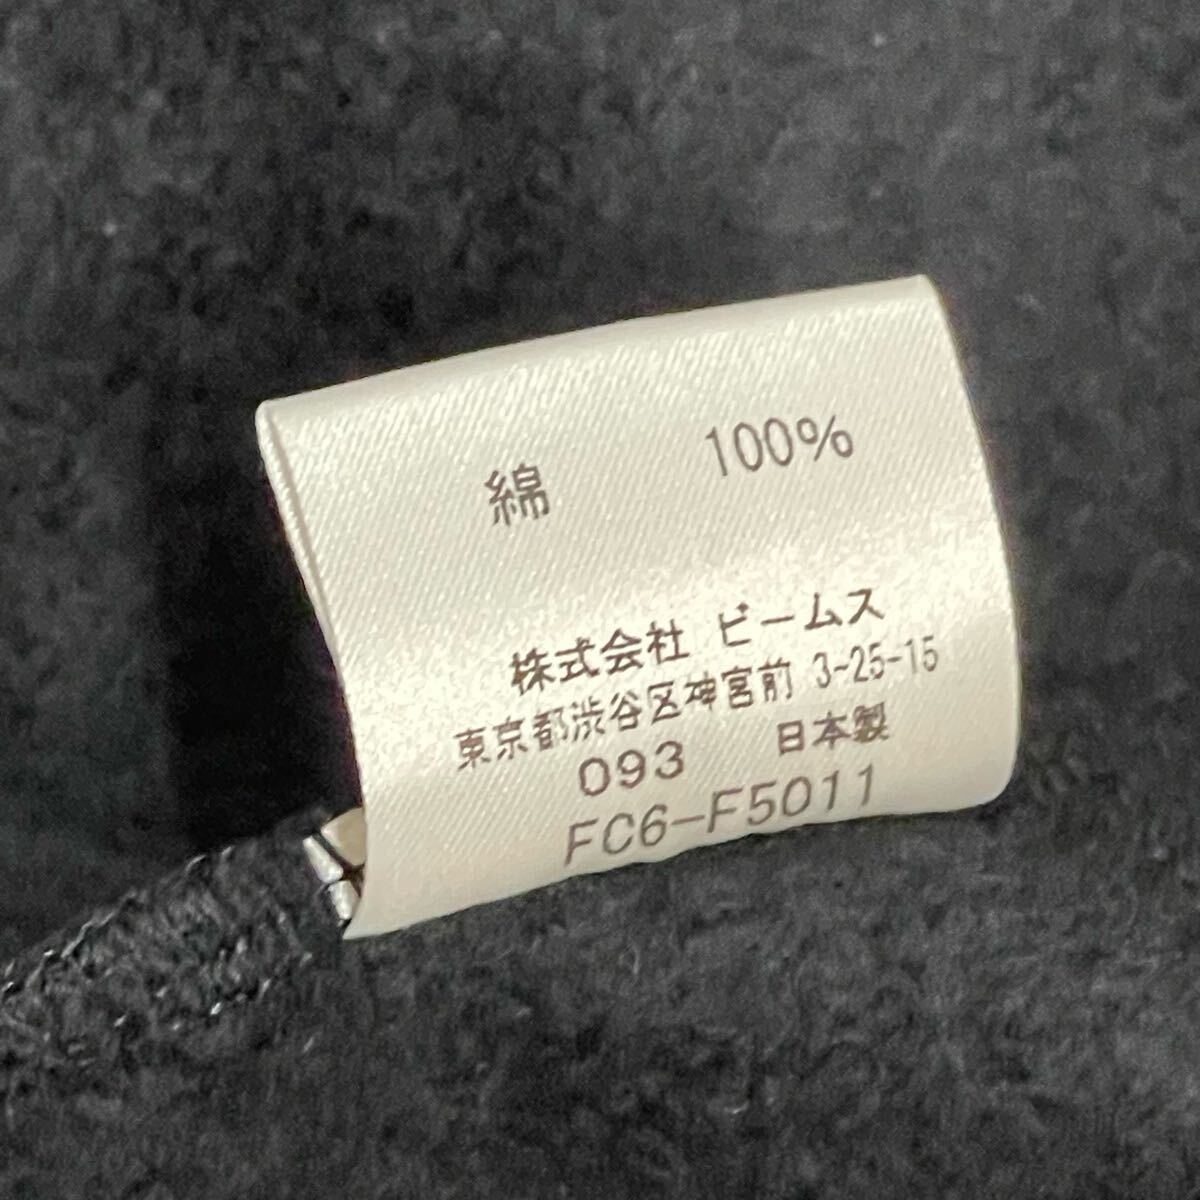 綿 100%
株式会社 ビームス
東京都渋谷区神宮前 3-25-15
093 日本製
FC6-F5011